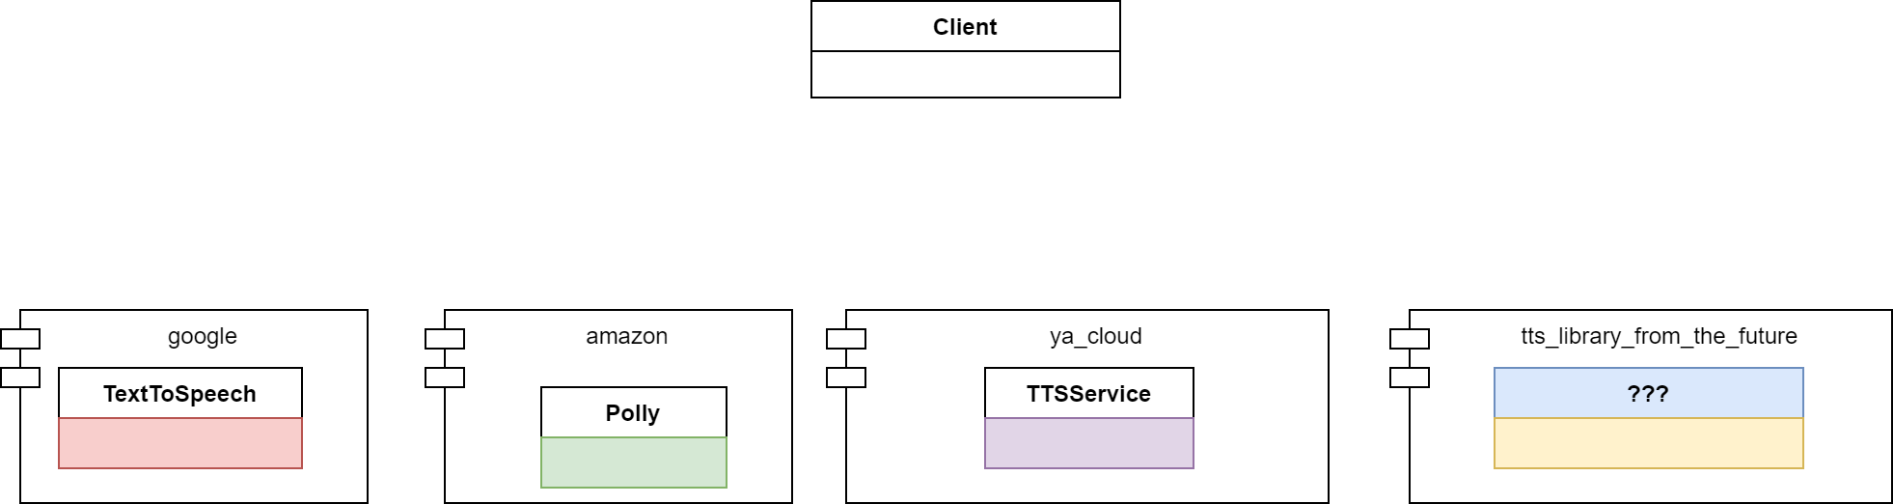 Client
google
TextToSpeech
amazon
Polly
ya_cloud
TTSService
tts_library_from_the_future
???